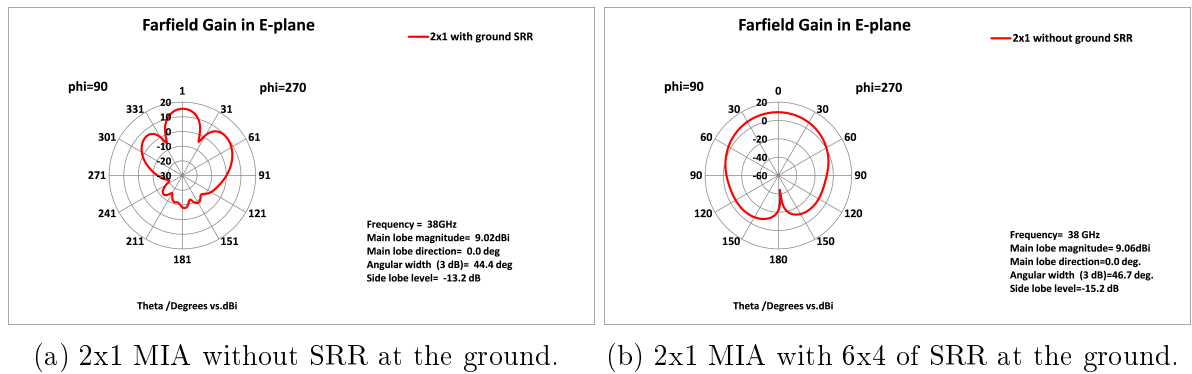 Farfield Gain in E-plane
2x1 with ground SRR
phi=90
phi=270
1
331
31
301
61
271
91
241
121
211
151
181
20
10
0
-10
-20
-30
Frequency = 38GHz
Main lobe magnitude= 9.02dBi
Main lobe direction= 0.0 deg
Angular width (3 dB)= 44.4 deg
Side lobe level= -13.2 dB
Theta /Degrees vs.dBi
(a) 2x1 MIA without SRR at the ground.
Farfield Gain in E-plane
2x1 without ground SRR
phi=90
phi=270
0
30
30
60
60
90
90
120
120
150
150
180
20
0
-20
-40
-60
Frequency= 38 GHz
Main lobe magnitude= 9.06dBi
Main lobe direction=0.0 deg.
Angular width (3 dB)=46.7 deg.
Side lobe level=-15.2 dB
Theta /Degrees vs.dBi
(b) 2x1 MIA with 6x4 of SRR at the ground.